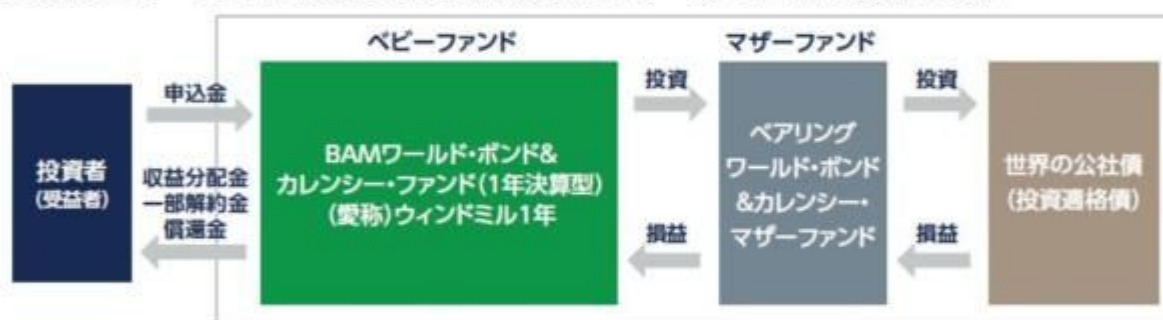 ベビーファンド
マザーファンド
申込金
投資
投資
投資者
(受益者)
収益分配金
一部解約金
償還金
BAMワールド・ボンド&
カレンシー・ファンド(1年決算型)
(愛称)ウィンドミル1年
ベアリング
ワールド・ボンド
&カレンシー・
マザーファンド
世界の公社債
(投資適格債)
損益
損益